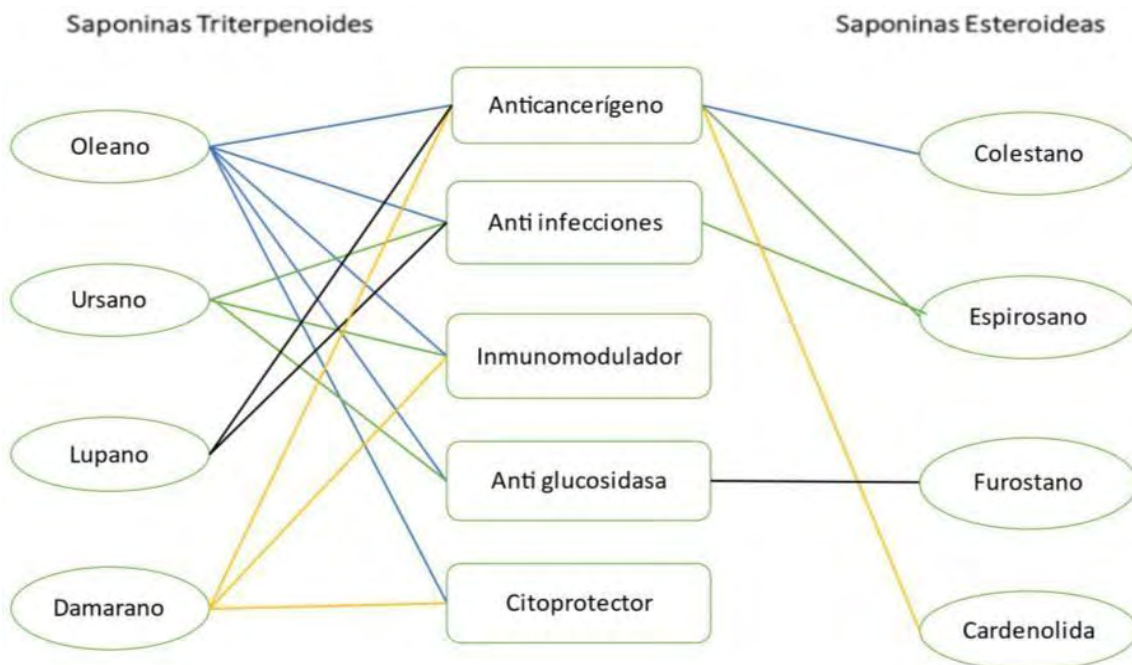 Saponinas Triterpenoides
Saponinas Esteroideas
Oleano
Ursano
Lupano
Damarano
Anticancerígeno
Anti infecciones
Inmunomodulador
Anti glucosidasa
Citoprotector
Colestano
Espirosano
Furostano
Cardenolida